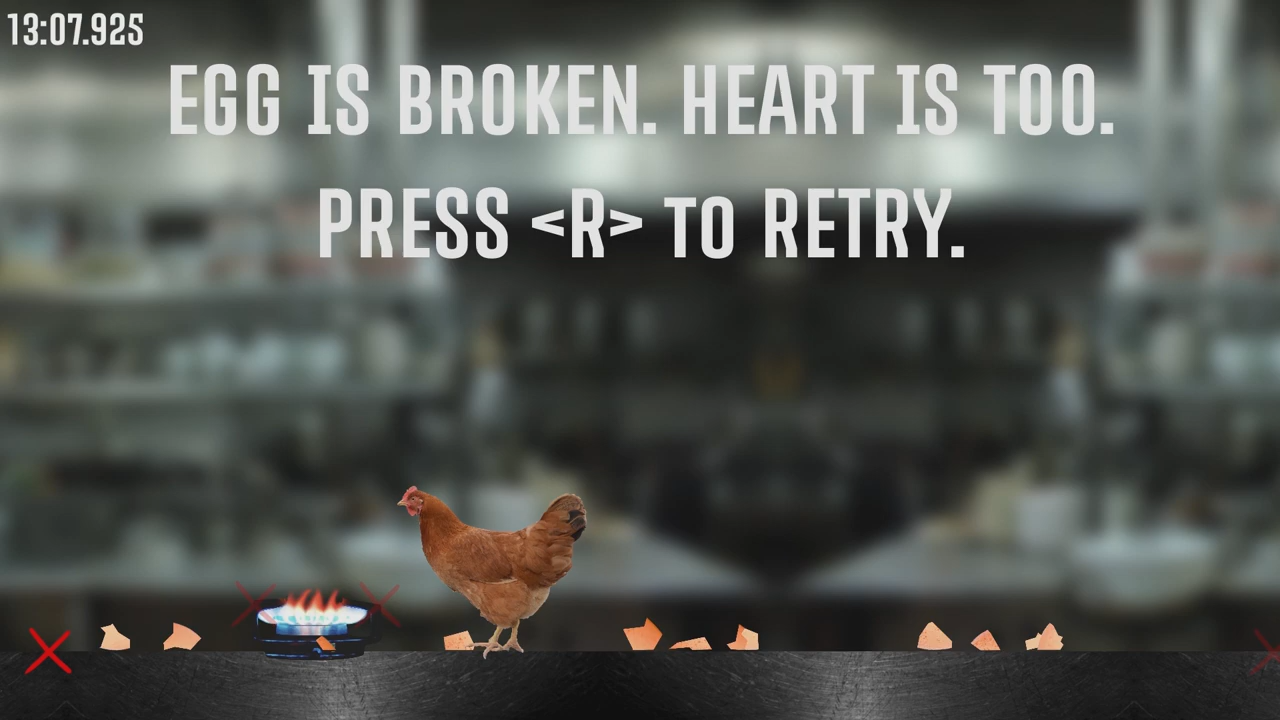 13:07.925
EGG IS BROKEN. HEART IS TOO.
PRESS <R> TO RETRY.